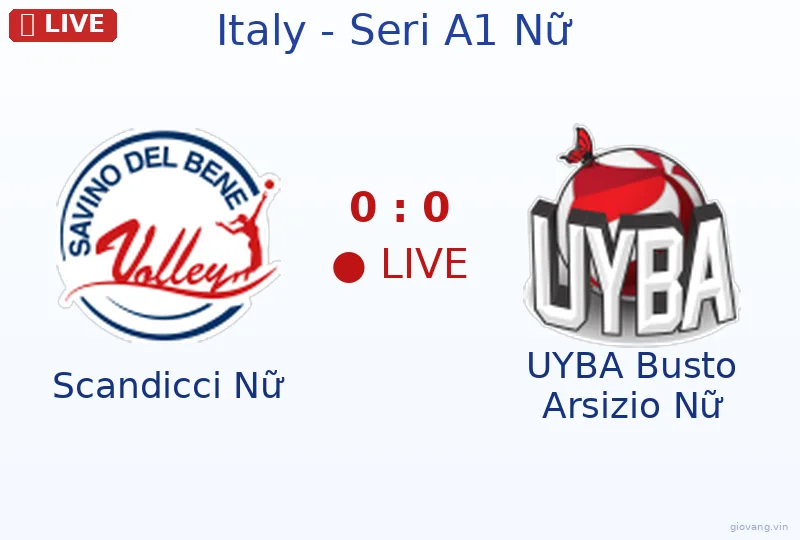 LIVE
Italy - Seri A1 Nữ
SAVINO DEL BENE
Volley
0 : 0
● LIVE
UYBA
Scandicci Nữ
UYBA Busto
Arsizio Nữ
giovang.vin